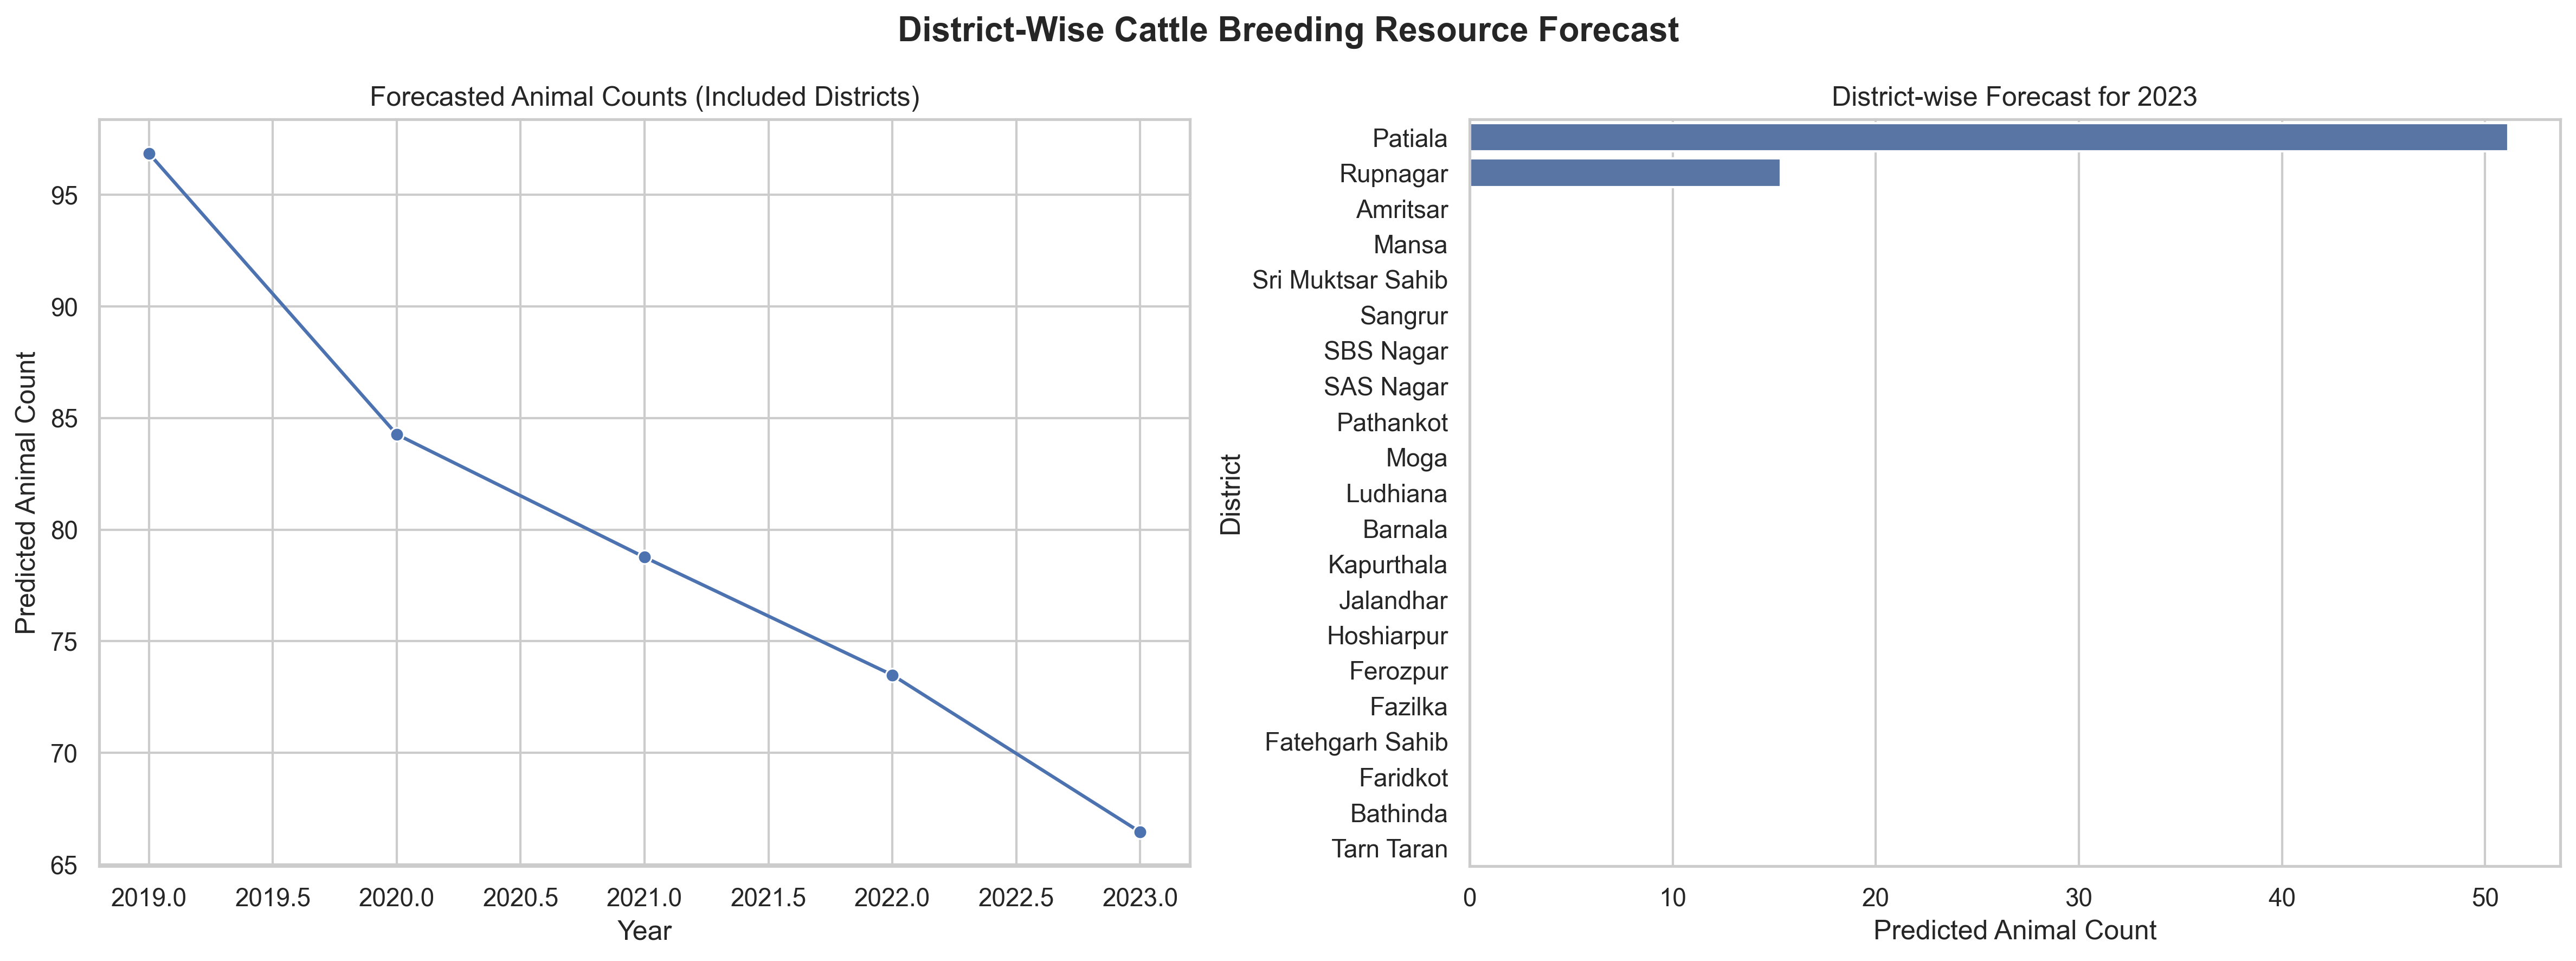 District-Wise Cattle Breeding Resource Forecast
Forecasted Animal Counts (Included Districts)
Predicted Animal Count
95
90
85
80
75
70
65
2019.0 2019.5 2020.0 2020.5 2021.0 2021.5 2022.0 2022.5 2023.0
Year
District-wise Forecast for 2023
District
Patiala
Rupnagar
Amritsar
Mansa
Sri Muktsar Sahib
Sangrur
SBS Nagar
SAS Nagar
Pathankot
Moga
Ludhiana
Barnala
Kapurthala
Jalandhar
Hoshiarpur
Ferozpur
Fazilka
Fatehgarh Sahib
Faridkot
Bathinda
Tarn Taran
0 10 20 30 40 50
Predicted Animal Count